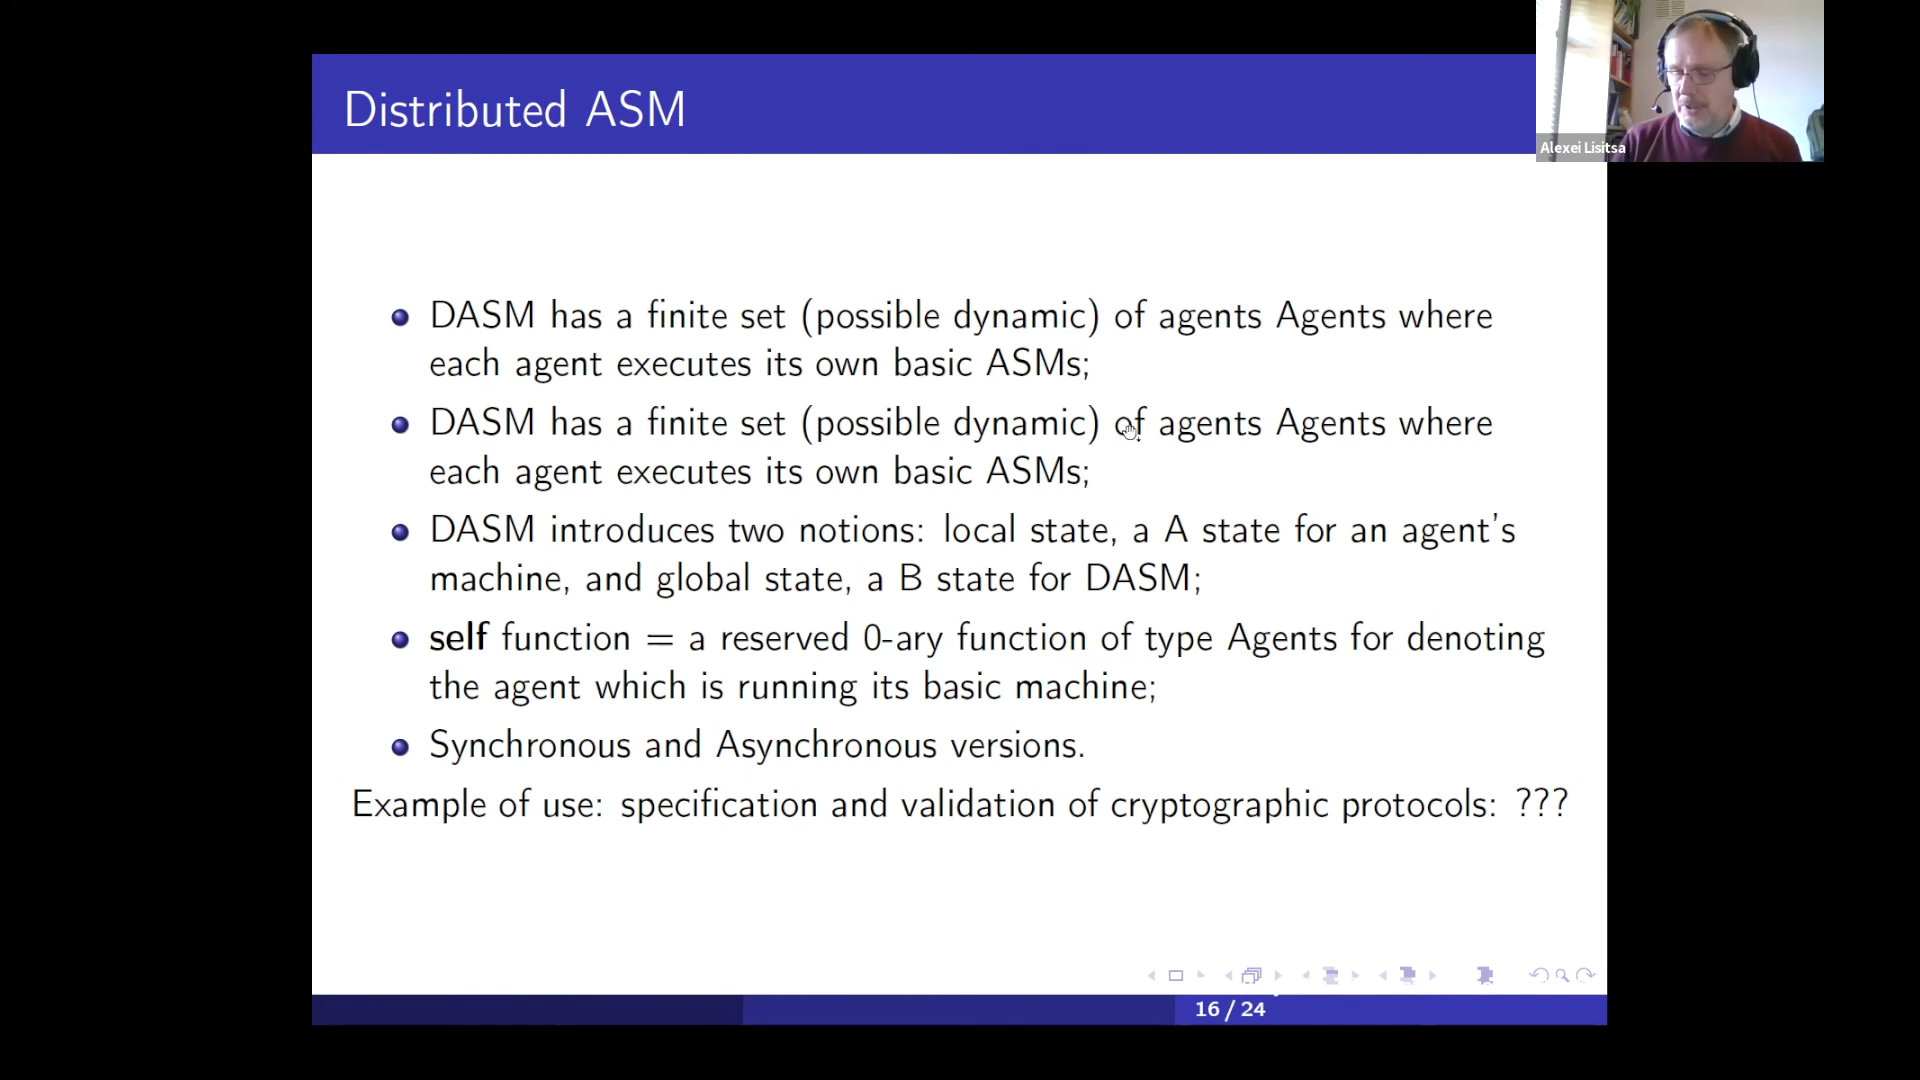 Distributed ASM
Alexei Lisitsa
DASM has a finite set (possible dynamic) of agents Agents where
each agent executes its own basic ASMs;
DASM has a finite set (possible dynamic) of agents Agents where
each agent executes its own basic ASMs;
DASM introduces two notions: local state, a A state for an agent's
machine, and global state, a B state for DASM;
self function = a reserved 0-ary function of type Agents for denoting
the agent which is running its basic machine;
Synchronous and Asynchronous versions.
Example of use: specification and validation of cryptographic protocols: ???
16 / 24